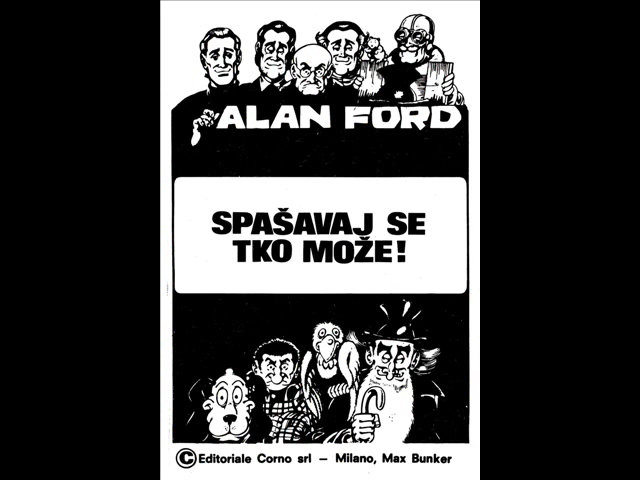 ALAN FORD
SPAŠAVAJ SE
TKO MOŽE!
©Editoriale Corno srl – Milano, Max Bunker